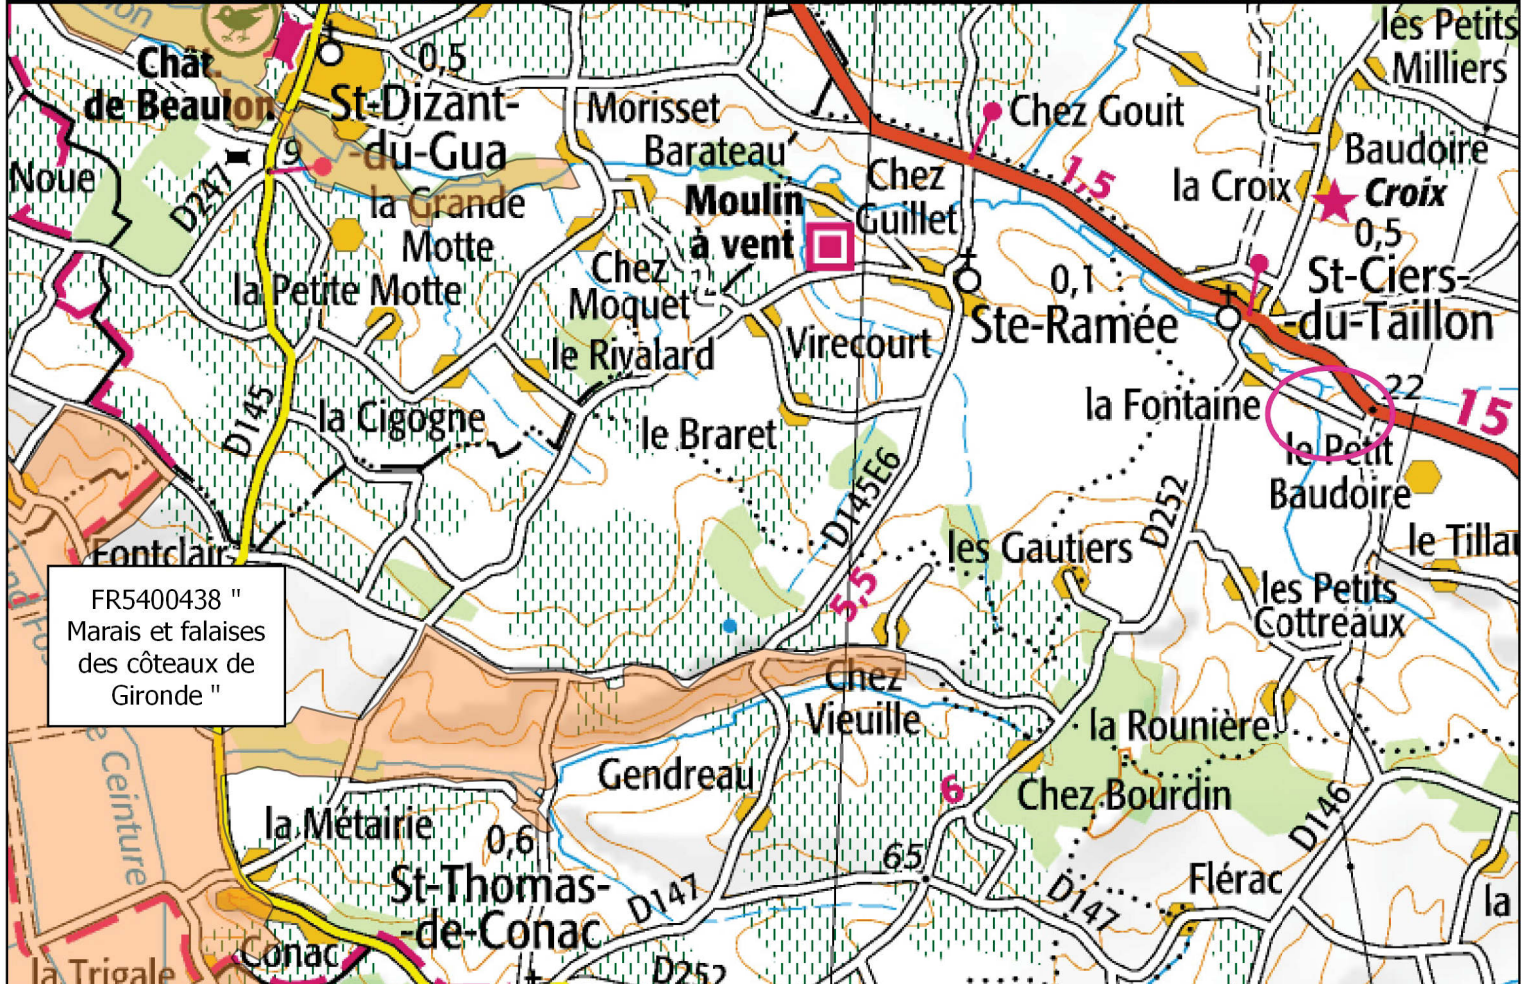 les Petits
Milliers
Chât.
de Beaulon
0,5
St-Dizant-
-du-Gua
Morisset
Barateau
Chez Gouit
1,5
Baudoire
Noue
9
D247
la Grande
Motte
Moulin
à vent
Chez
Guillet
la Croix
Croix
0,5
la Petite Motte
Chez
Moquet
0,1
Ste-Ramée
St-Ciers-
-du-Taillon
le Rivalard
Virecourt
D145
la Cigogne
le Braret
la Fontaine
22
15
le Petit
Baudoire
D145E6
D252
Fontclair
les Gautiers
le Tillau
FR5400438 "
Marais et falaises
des côteaux de
Gironde "
5,5
les Petits
Cottreaux
Chez
Vieuille
la Rounière
e Ceinture
Gendreau
6
Chez Bourdin
D146
la Métairie
0,6
65
St-Thomas-
-de-Conac
D147
D147
Flérac
la
Conac
la Trigale
D252